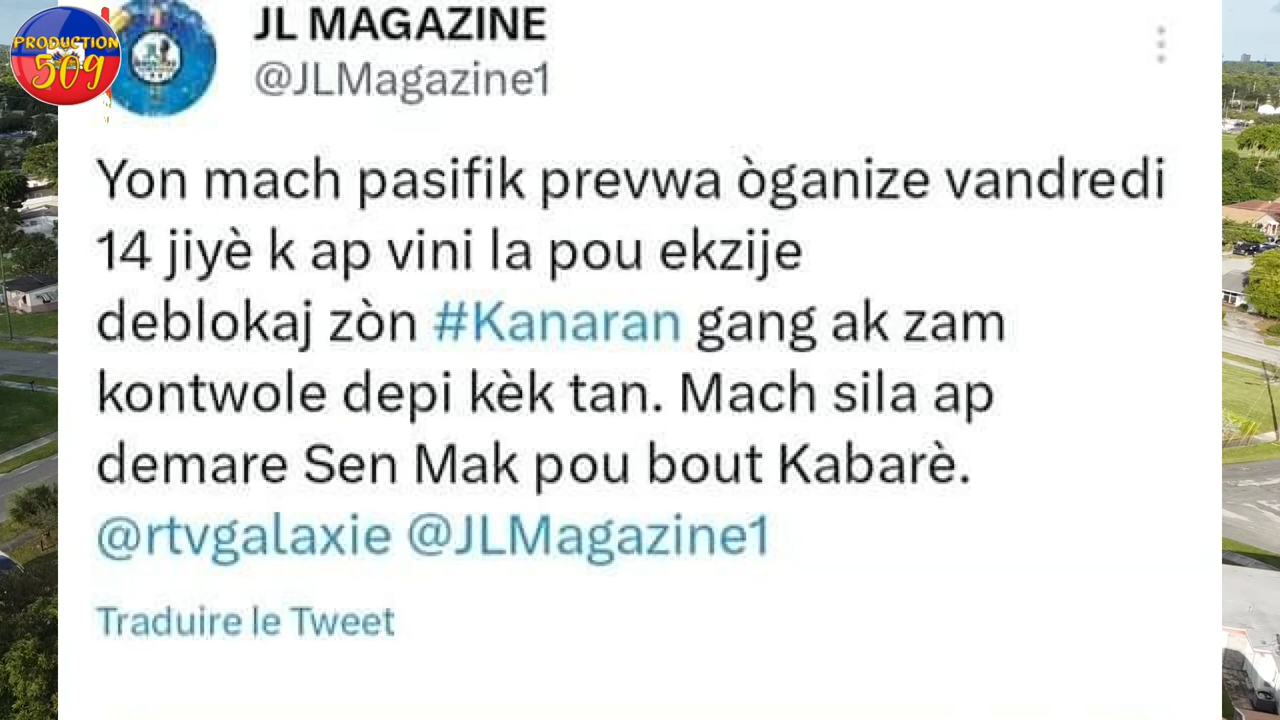 PRODUCTION
509
JL MAGAZINE
@JLMagazine1
Yon mach pasifik prevwa òganize vandredi
14 jiyè k ap vini la pou ekzije
deblokaj zòn #Kanaran gang ak zam
kontwole depi kèk tan. Mach sila ap
demare Sen Mak pou bout Kabarè.
@rtvgalaxie @JLMagazine1
Traduire le Tweet